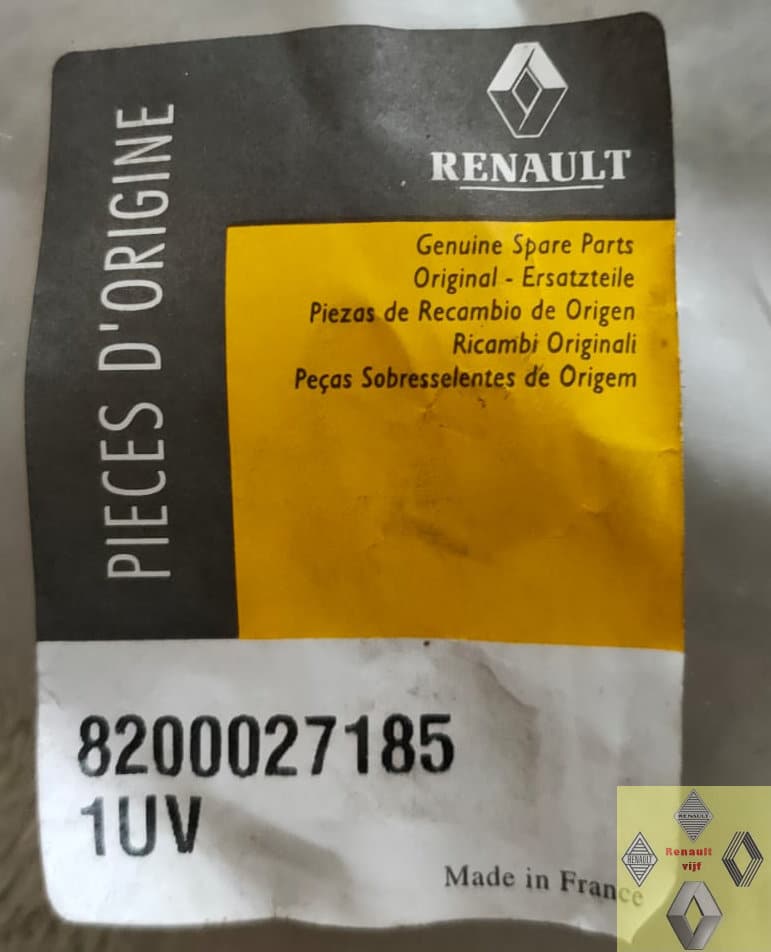 PIECES D'ORIGINE
RENAULT
Genuine Spare Parts
Original - Ersatzteile
Piezas de Recambio de Origen
Ricambi Originali
Peças Sobresselentes de Origem
8200027185
1UV
Made in France
RENAULT
RENAULT
Renault
vijf